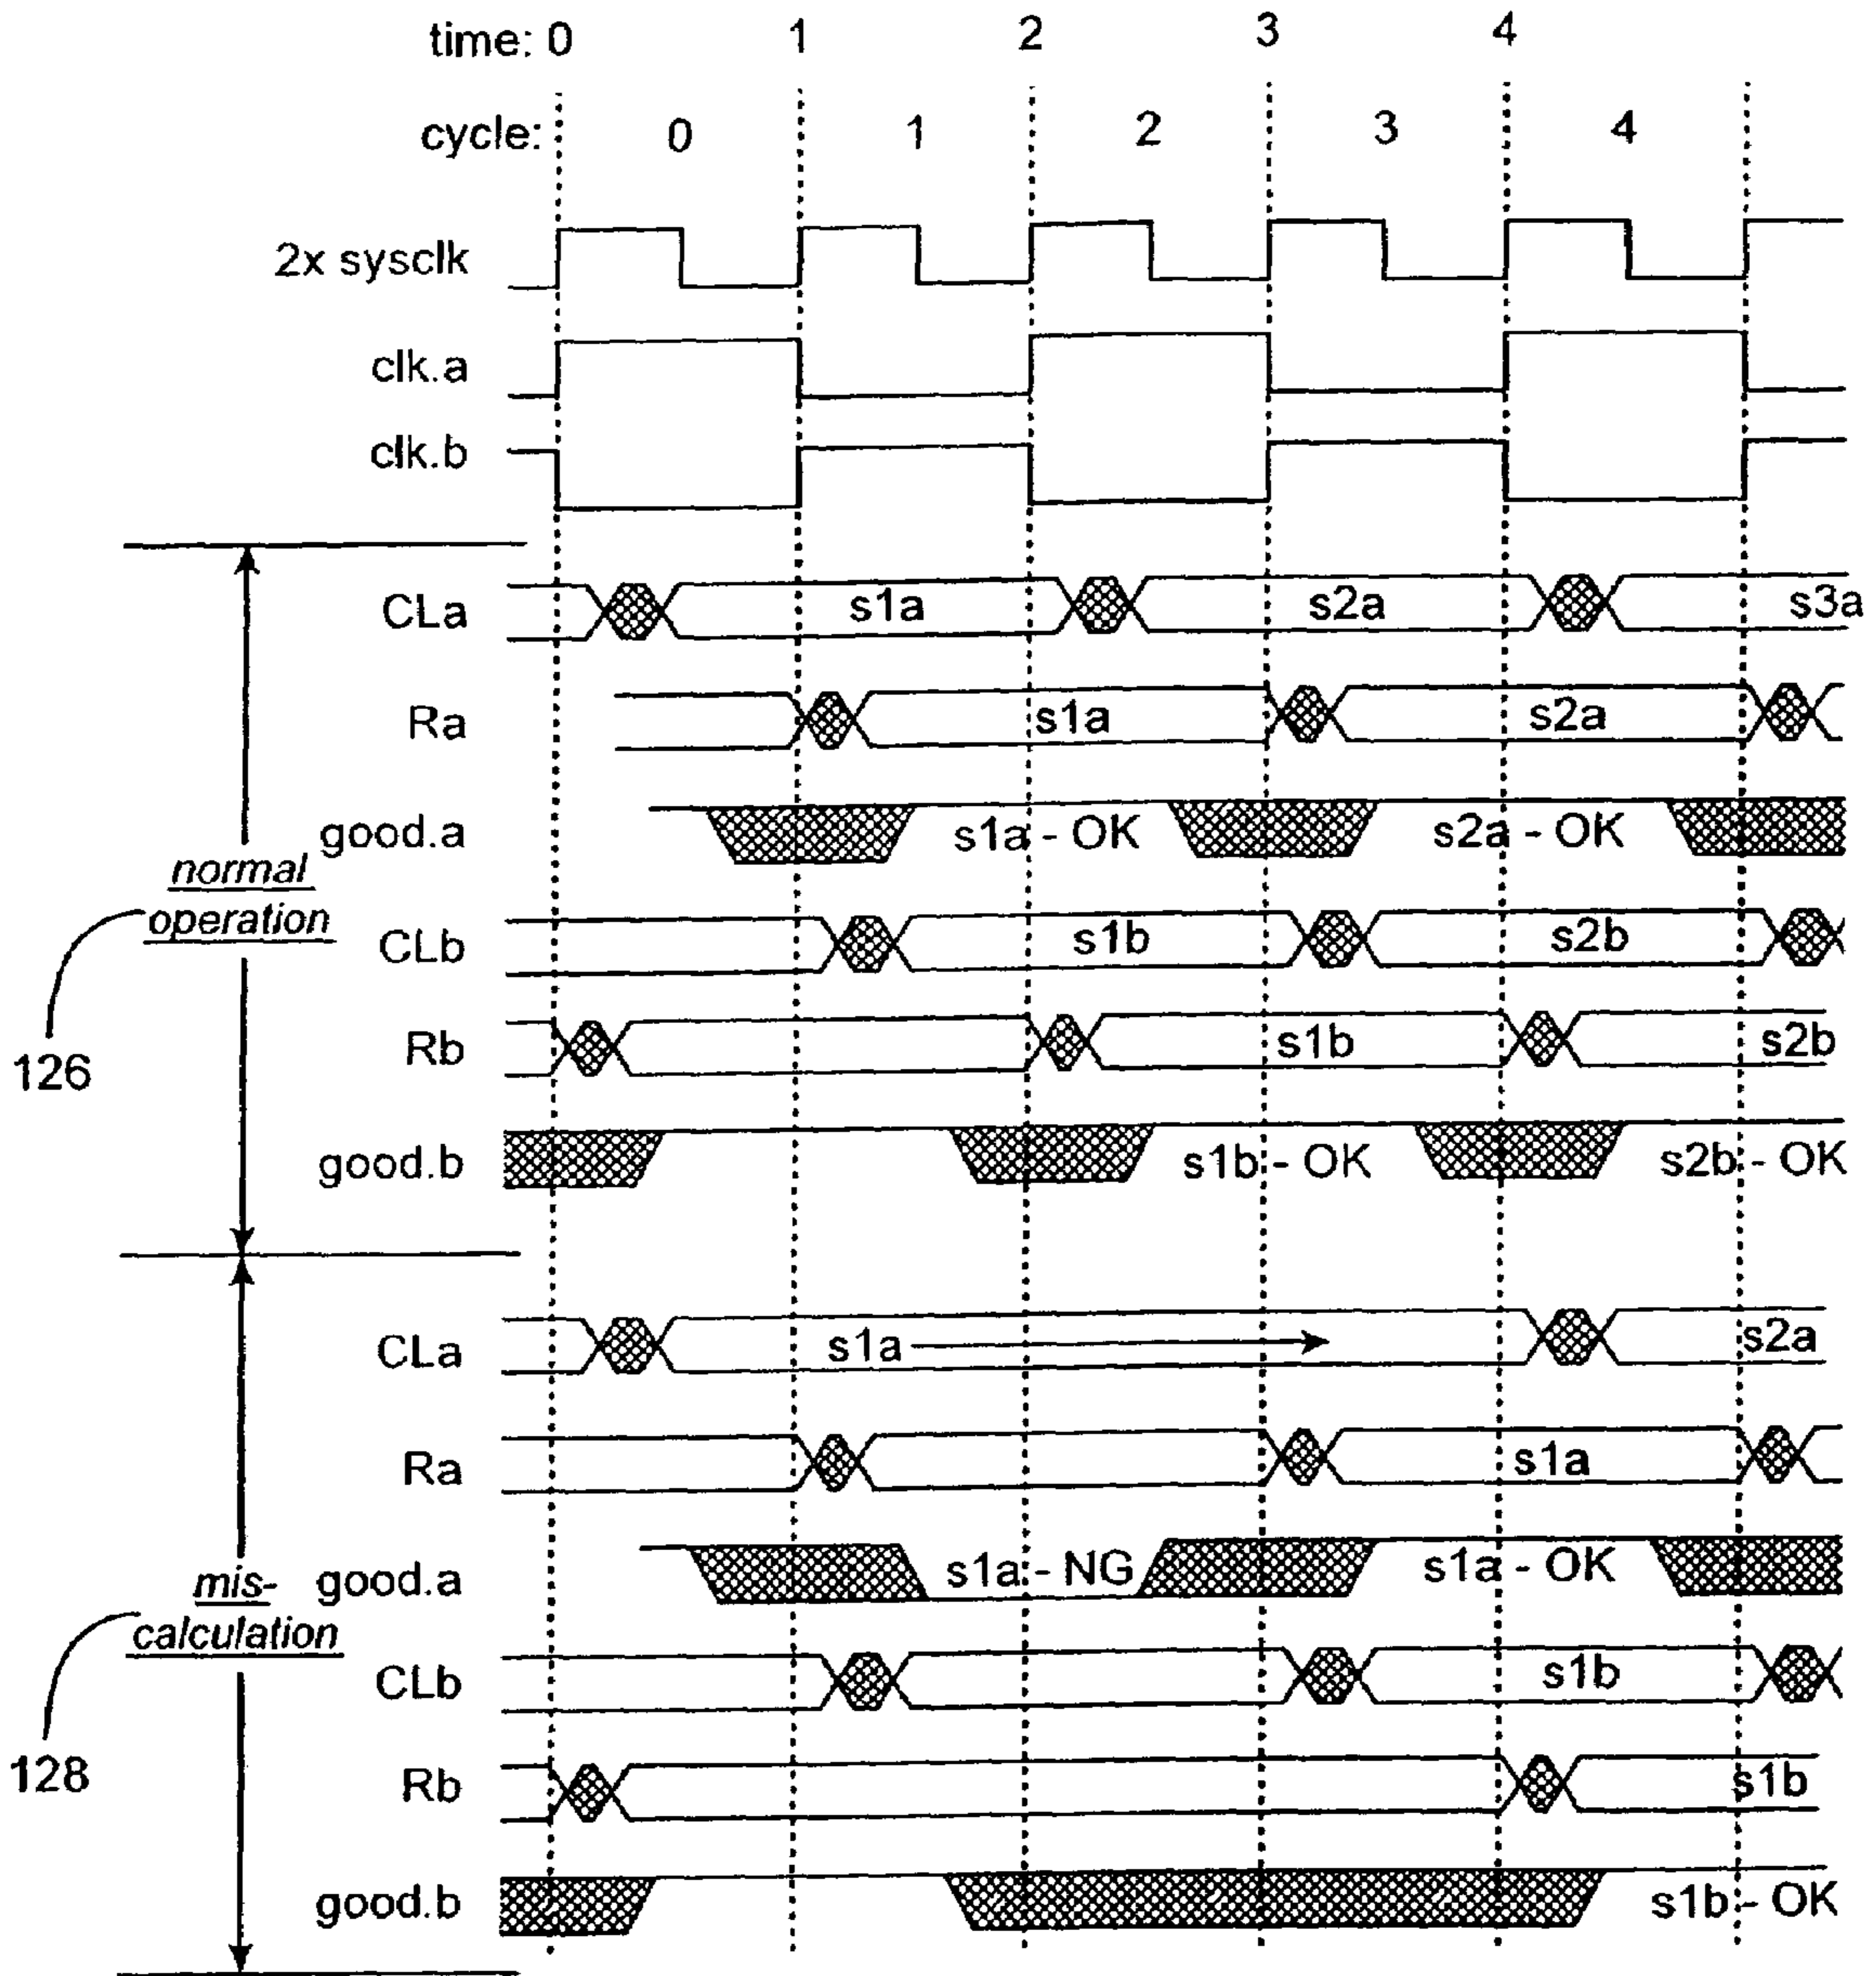 time: 0 1 2 3 4
cycle: 0 1 2 3 4
2x sysclk
clk.a
clk.b
CLa s1a s2a s3a
Ra s1a s2a
good.a s1a - OK s2a - OK
normal
operation
CLb s1b s2b
126
Rb s1b s2b
good.b s1b - OK s2b - OK
CLa s1a s2a
Ra s1a
good.a s1a - NG s1a - OK
mis-
calculation
CLb s1b
128
Rb s1b
good.b s1b - OK